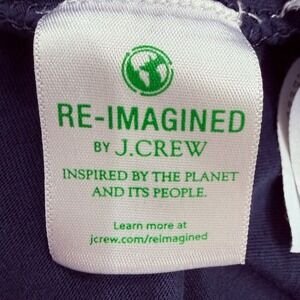 RE-IMAGINED
BY J.CREW
INSPIRED BY THE PLANET
AND ITS PEOPLE.
Learn more at
jcrew.com/reimagined